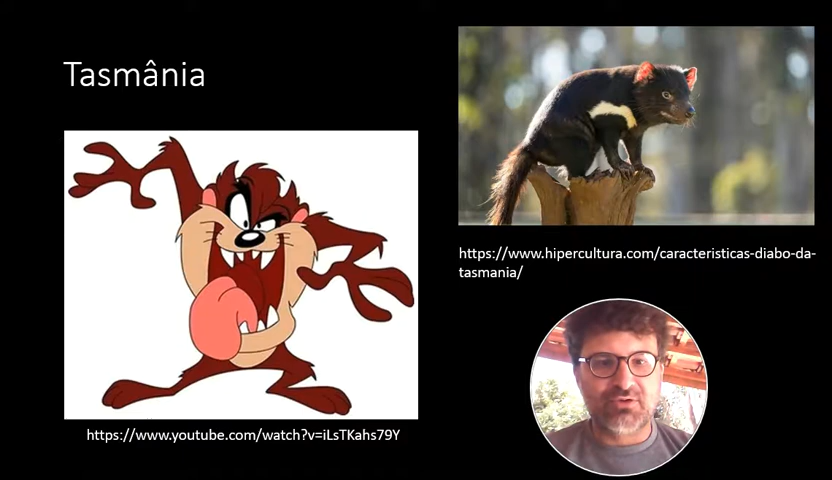 Tasmânia
https://www.hipercultura.com/caracteristicas-diabo-da-
tasmania/
https://www.youtube.com/watch?v=iLsTKahs79Y